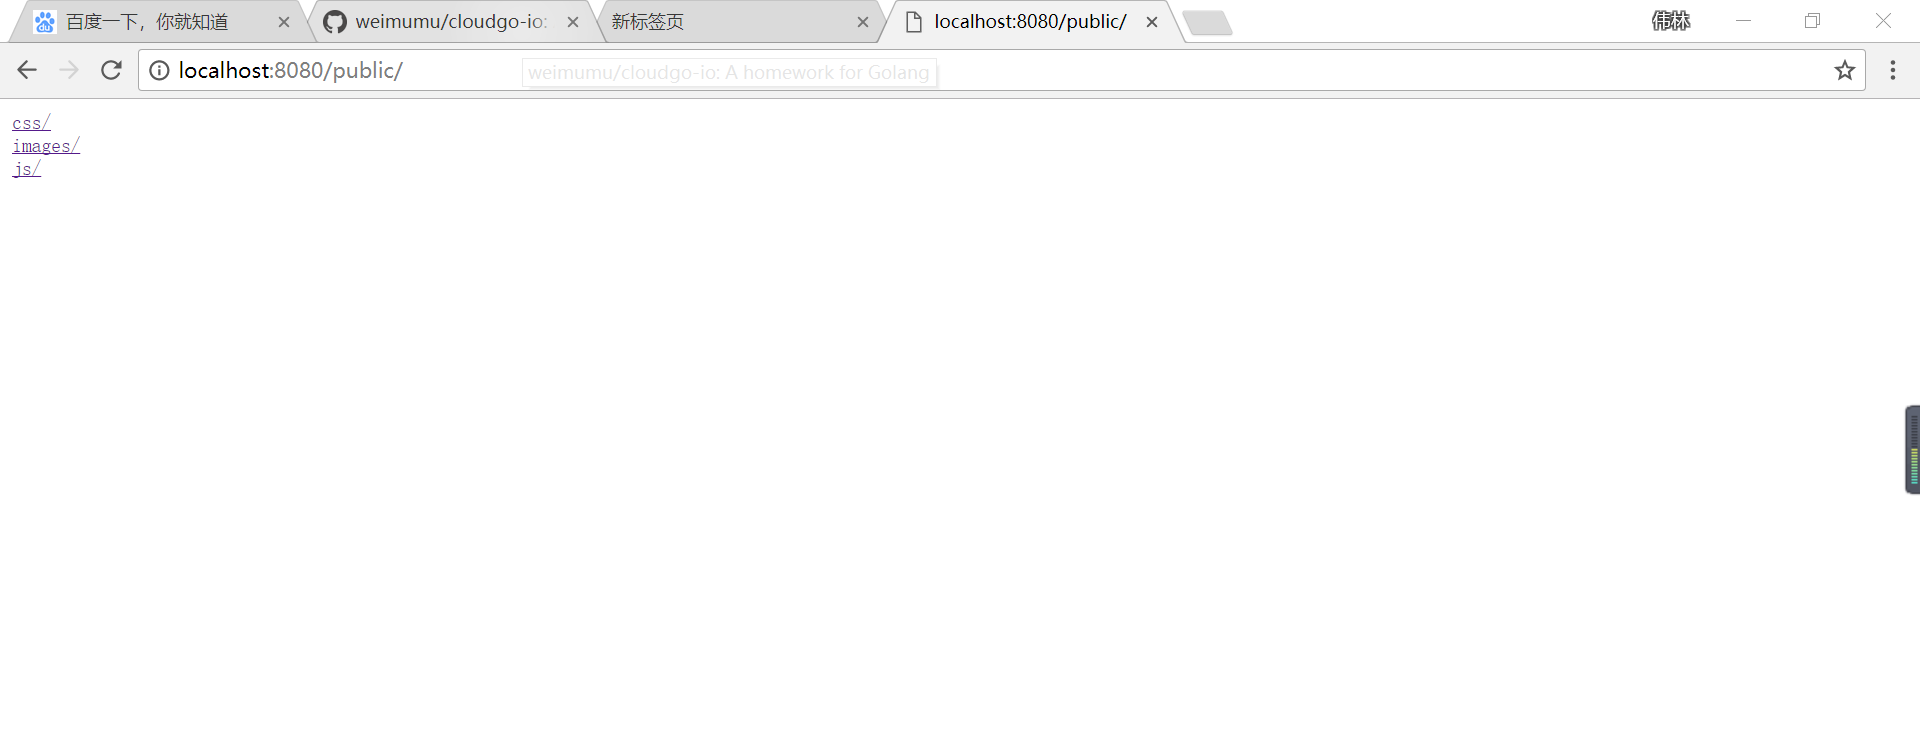 百度一下，你就知道
weimumu/cloudgo-io:
新标签页
localhost:8080/public/
伟林
localhost:8080/public/
weimumu/cloudgo-io: A homework for Golang
css/
images/
js/